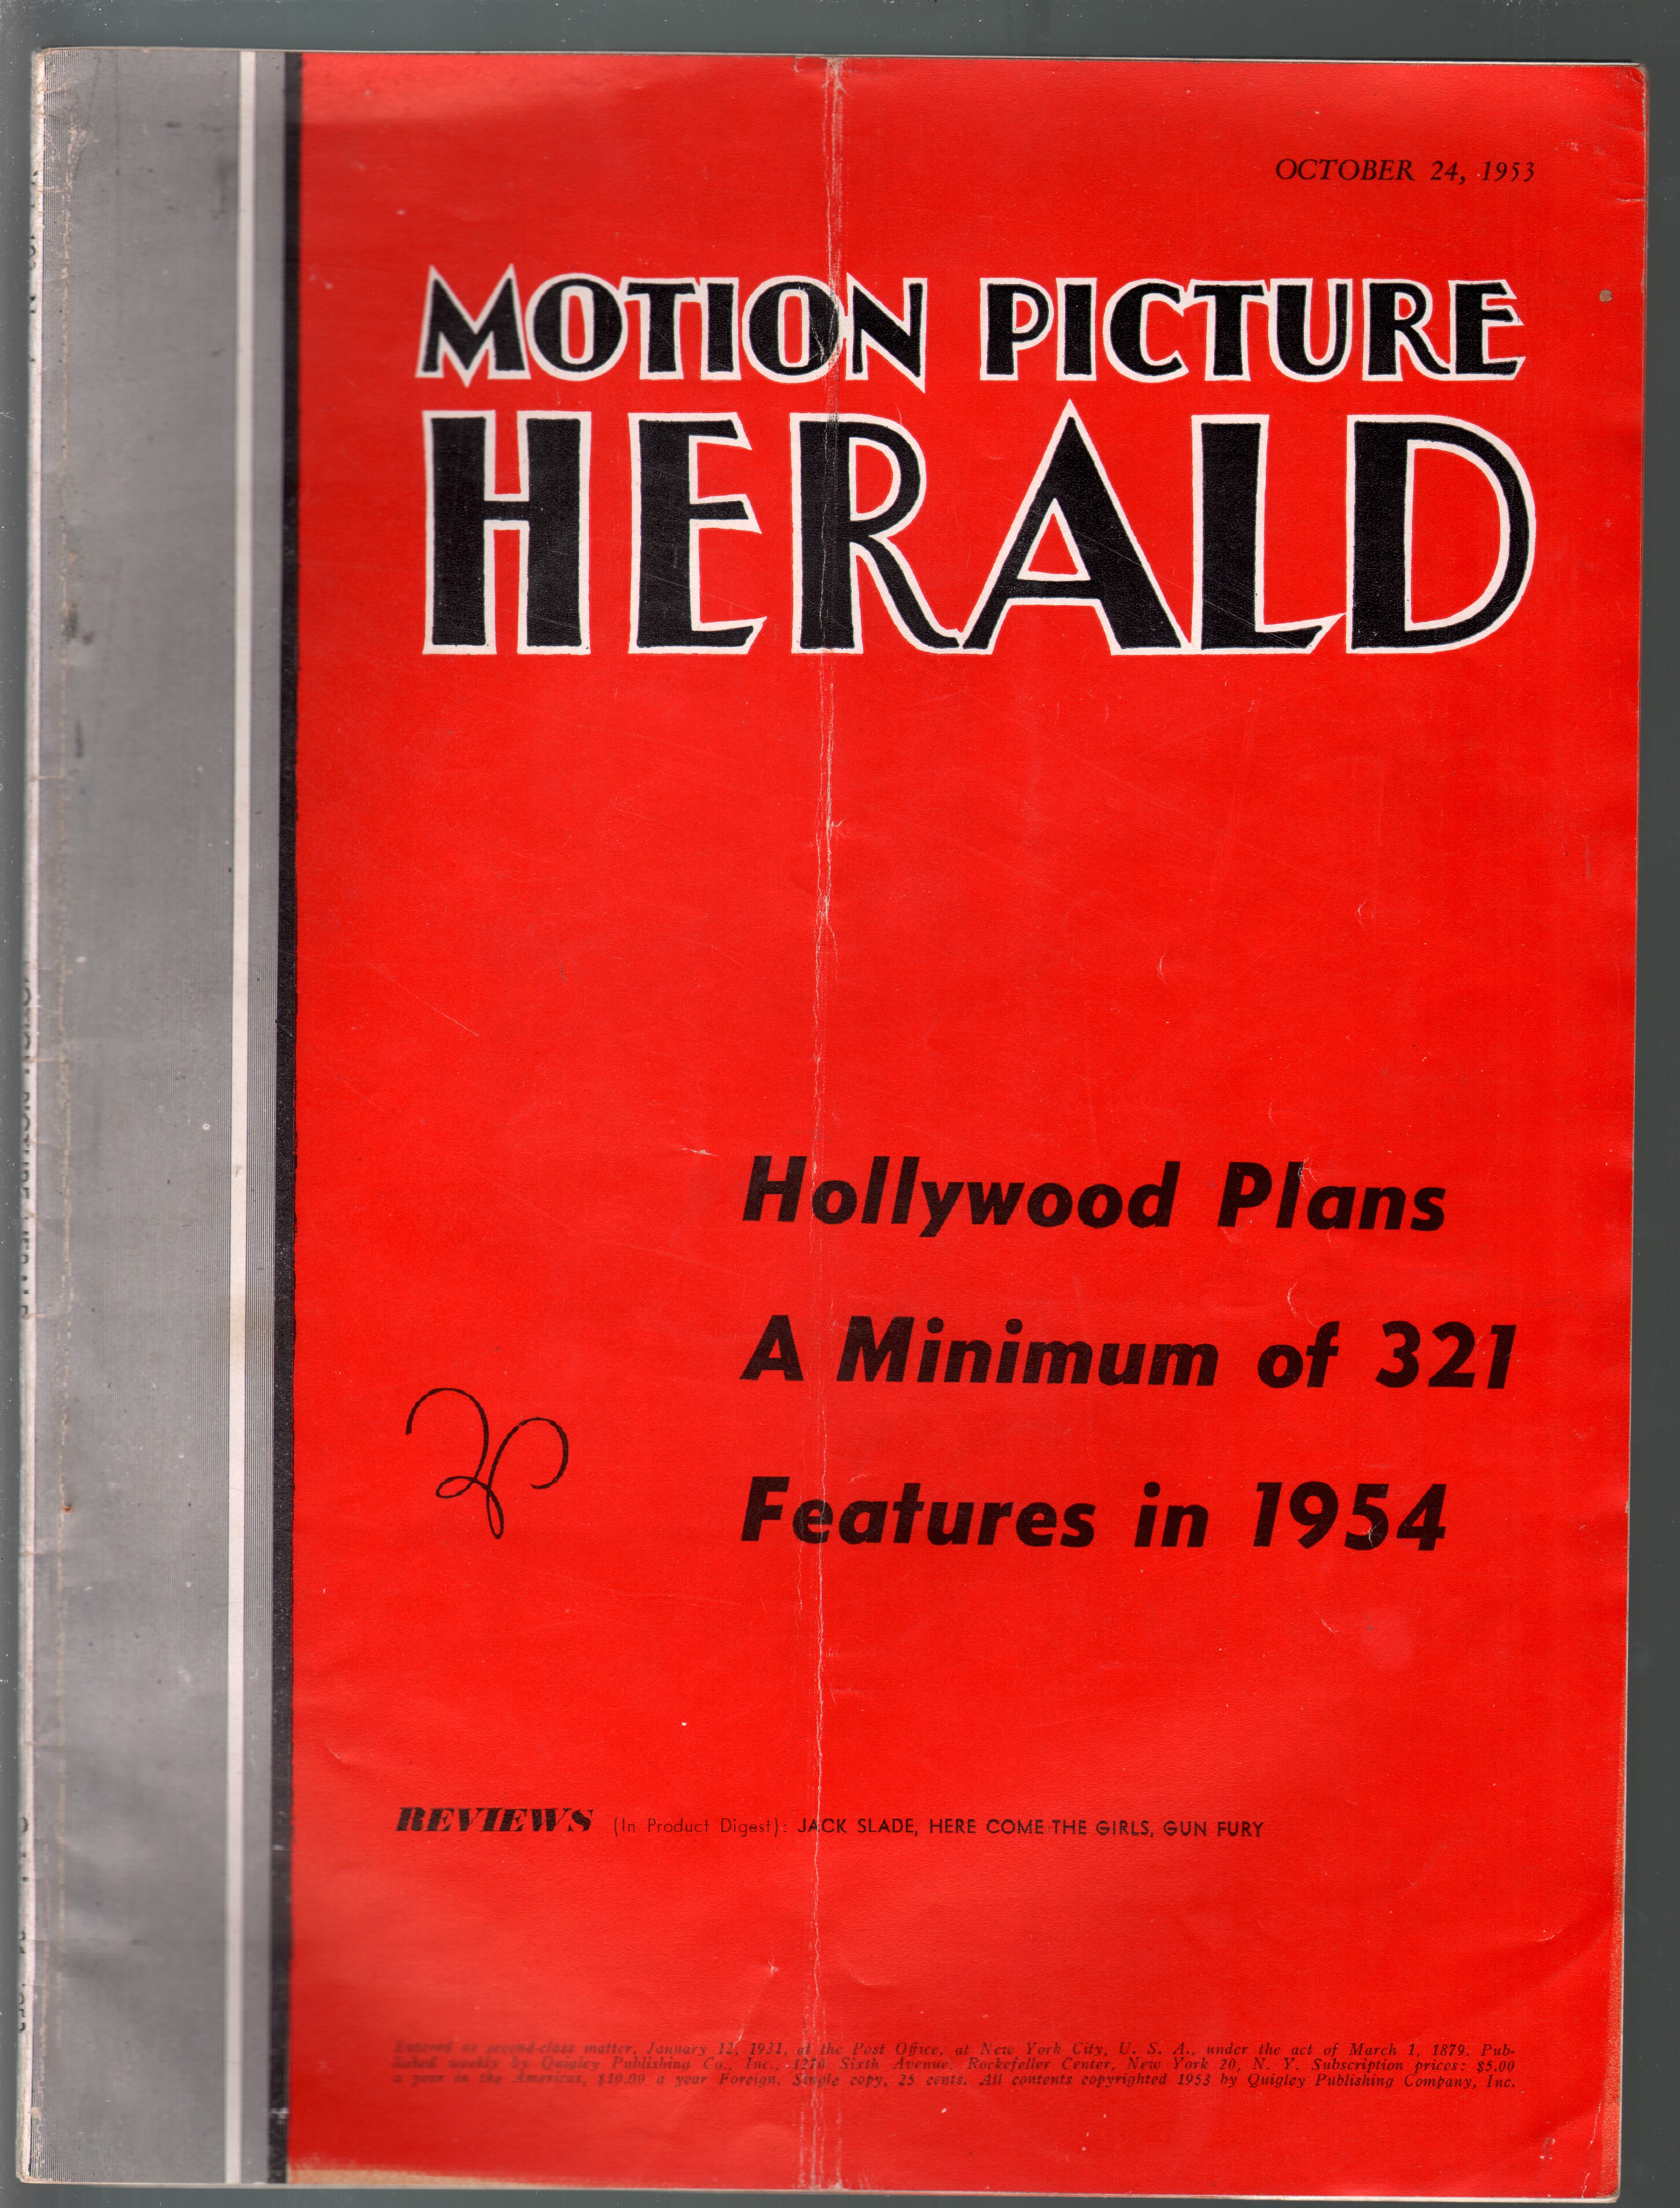 OCTOBER 24, 1953
MOTION PICTURE
HERALD
Hollywood Plans
A Minimum of 321
Features in 1954
REVIEWS (In Product Digest): JACK SLADE, HERE COME THE GIRLS, GUN FURY
Entered as second-class matter, January 12, 1931, at the Post Office, at New York City, U. S. A., under the act of March 1, 1879. Pub-
lished weekly by Quigley Publishing Co., Inc., 1270 Sixth Avenue, Rockefeller Center, New York 20, N. Y. Subscription prices: $5.00
a year in the Americas, $10.00 a year Foreign. Single copy, 25 cents. All contents copyrighted 1953 by Quigley Publishing Company, Inc.